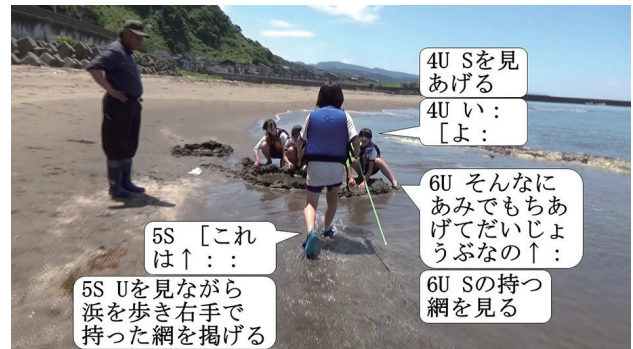 4U Sを見
あげる
4U い：
［よ：
5S ［これ
は↑：：
5S Uを見ながら
浜を歩き右手で
持った網を掲げる
6U そんなに
あみでもちあ
げてだいじょ
うぶなの↑：
6U Sの持つ
網を見る